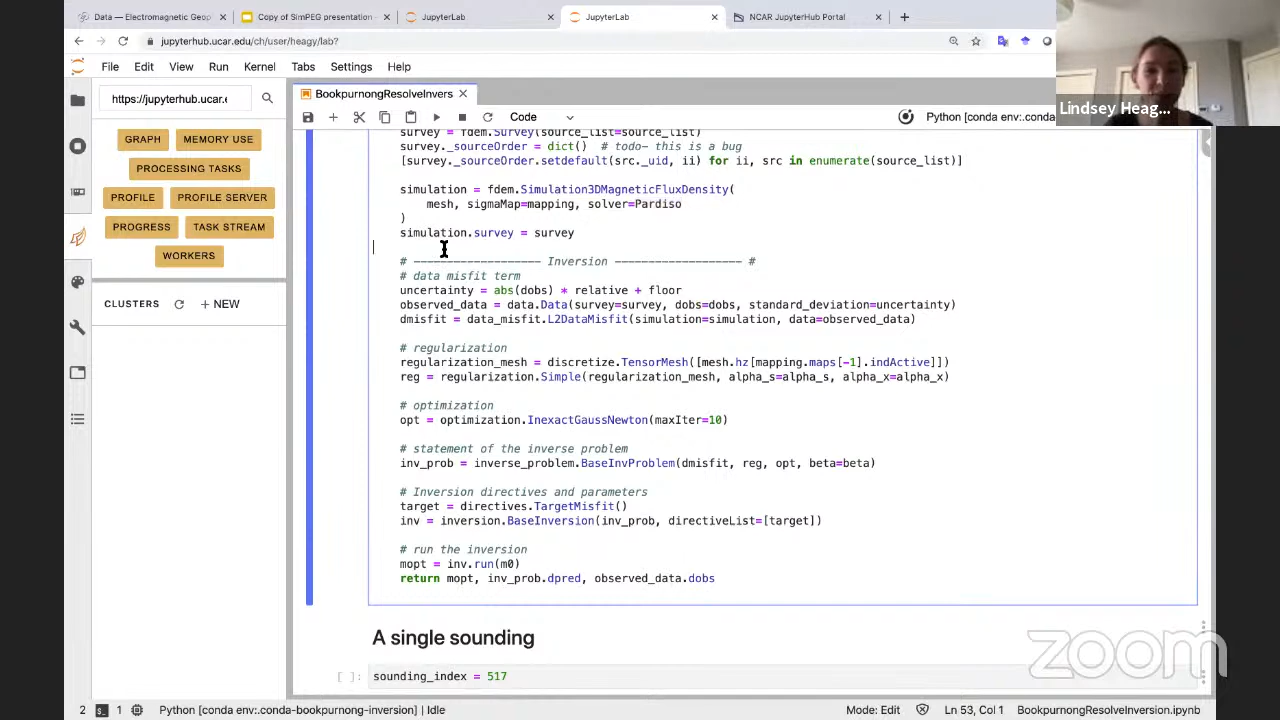 Data — Electromagnetic Geop
Copy of SimPEG presentation -
JupyterLab
JupyterLab
NCAR JupyterHub Portal
jupyterhub.ucar.edu/ch/user/heagy/lab?
File Edit View Run Kernel Tabs Settings Help
Lindsey Heag...
https://jupyterhub.ucar.e
GRAPH
MEMORY USE
PROCESSING TASKS
PROFILE
PROFILE SERVER
PROGRESS
TASK STREAM
WORKERS
CLUSTERS
+ NEW
BookpurnongResolveInvers
Code
Python [conda env:.conda
survey = fdem.Survey(source_list=source_list)
survey._sourceOrder = dict()  # todo- this is a bug
[survey._sourceOrder.setdefault(src._uid, ii) for ii, src in enumerate(source_list)]
simulation = fdem.Simulation3DMagneticFluxDensity(
mesh, sigmaMap=mapping, solver=Pardiso
)
simulation.survey = survey
# ------------------- Inversion ------------------- #
# data misfit term
uncertainty = abs(dobs) * relative + floor
observed_data = data.Data(survey=survey, dobs=dobs, standard_deviation=uncertainty)
dmisfit = data_misfit.L2DataMisfit(simulation=simulation, data=observed_data)
# regularization
regularization_mesh = discretize.TensorMesh([mesh.hz[mapping.maps[-1].indActive]])
reg = regularization.Simple(regularization_mesh, alpha_s=alpha_s, alpha_x=alpha_x)
# optimization
opt = optimization.InexactGaussNewton(maxIter=10)
# statement of the inverse problem
inv_prob = inverse_problem.BaseInvProblem(dmisfit, reg, opt, beta=beta)
# Inversion directives and parameters
target = directives.TargetMisfit()
inv = inversion.BaseInversion(inv_prob, directiveList=[target])
# run the inversion
mopt = inv.run(m0)
return mopt, inv_prob.dpred, observed_data.dobs
A single sounding
[ ]: sounding_index = 517
zoom
2 1 Python [conda env:.conda-bookpurnong-inversion] | Idle
Mode: Edit Ln 53, Col 1 BookpurnongResolveInversion.ipynb